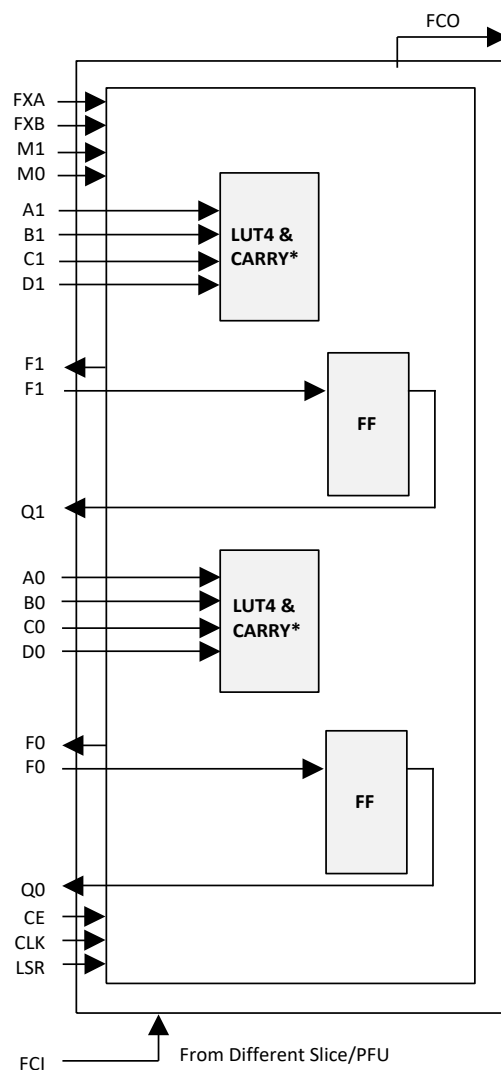 FCO
FXA
FXB
M1
M0
A1
B1
C1
D1
LUT4 &
CARRY*
F1
F1
FF
Q1
A0
B0
C0
D0
LUT4 &
CARRY*
F0
F0
FF
Q0
CE
CLK
LSR
FCI
From Different Slice/PFU